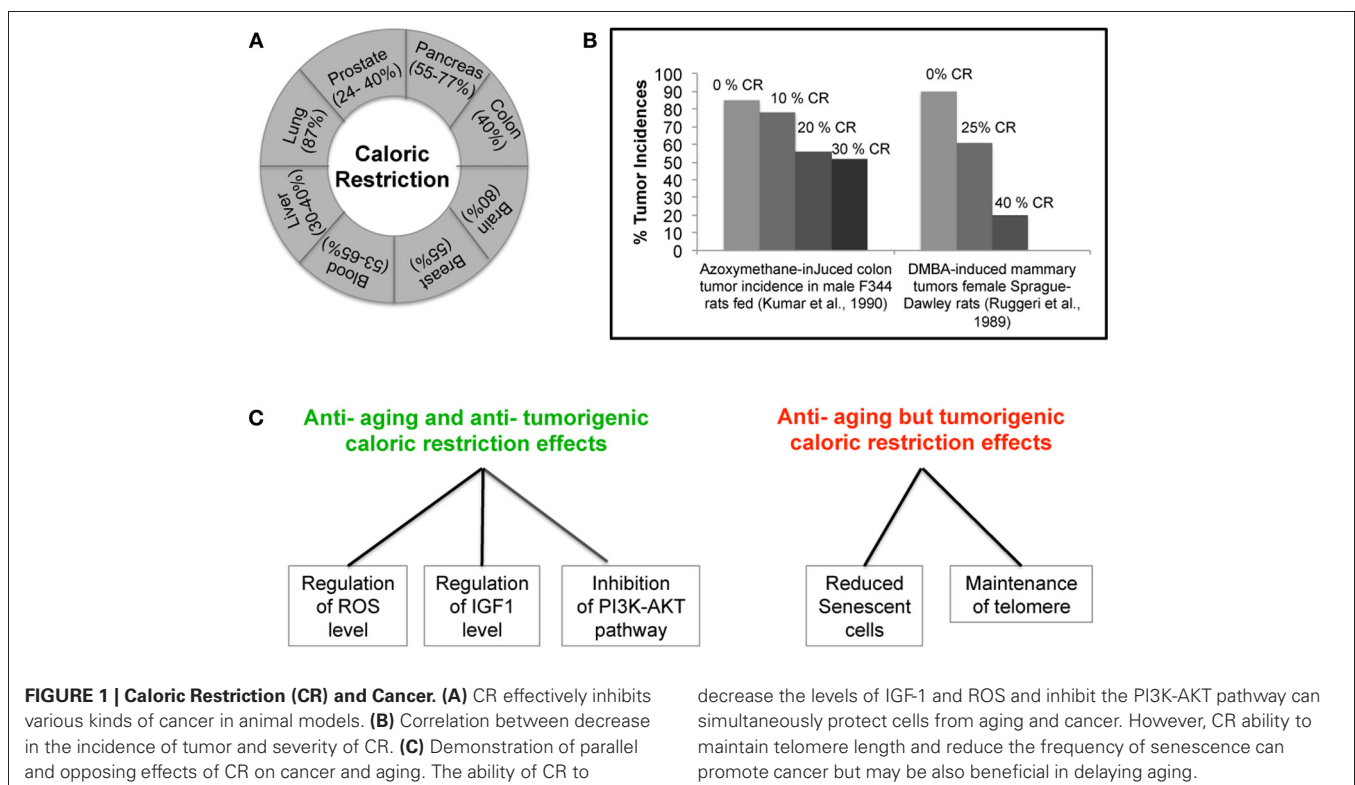 A
Prostate
(24- 40%)
Pancreas
(55-77%)
Colon
(40%)
Brain
(80%)
Breast
(55%)
Blood
(53-65%)
Liver
(30-40%)
Lung
(87%)
Caloric
Restriction
B
% Tumor Incidences
100
90
80
70
60
50
40
30
20
10
0
0 % CR
10 % CR
20 % CR
30 % CR
0% CR
25% CR
40 % CR
Azoxymethane-inJuced colon
tumor incidence in male F344
rats fed (Kumar et al., 1990)
DMBA-induced mammary
tumors female Sprague-
Dawley rats (Ruggeri et al.,
1989)
C
Anti- aging and anti- tumorigenic
caloric restriction effects
Regulation
of ROS
level
Regulation
of IGF1
level
Inhibition
of PI3K-AKT
pathway
Anti- aging but tumorigenic
caloric restriction effects
Reduced
Senescent
cells
Maintenance
of telomere
FIGURE 1 | Caloric Restriction (CR) and Cancer. (A) CR effectively inhibits
various kinds of cancer in animal models. (B) Correlation between decrease
in the incidence of tumor and severity of CR. (C) Demonstration of parallel
and opposing effects of CR on cancer and aging. The ability of CR to
decrease the levels of IGF-1 and ROS and inhibit the PI3K-AKT pathway can
simultaneously protect cells from aging and cancer. However, CR ability to
maintain telomere length and reduce the frequency of senescence can
promote cancer but may be also beneficial in delaying aging.